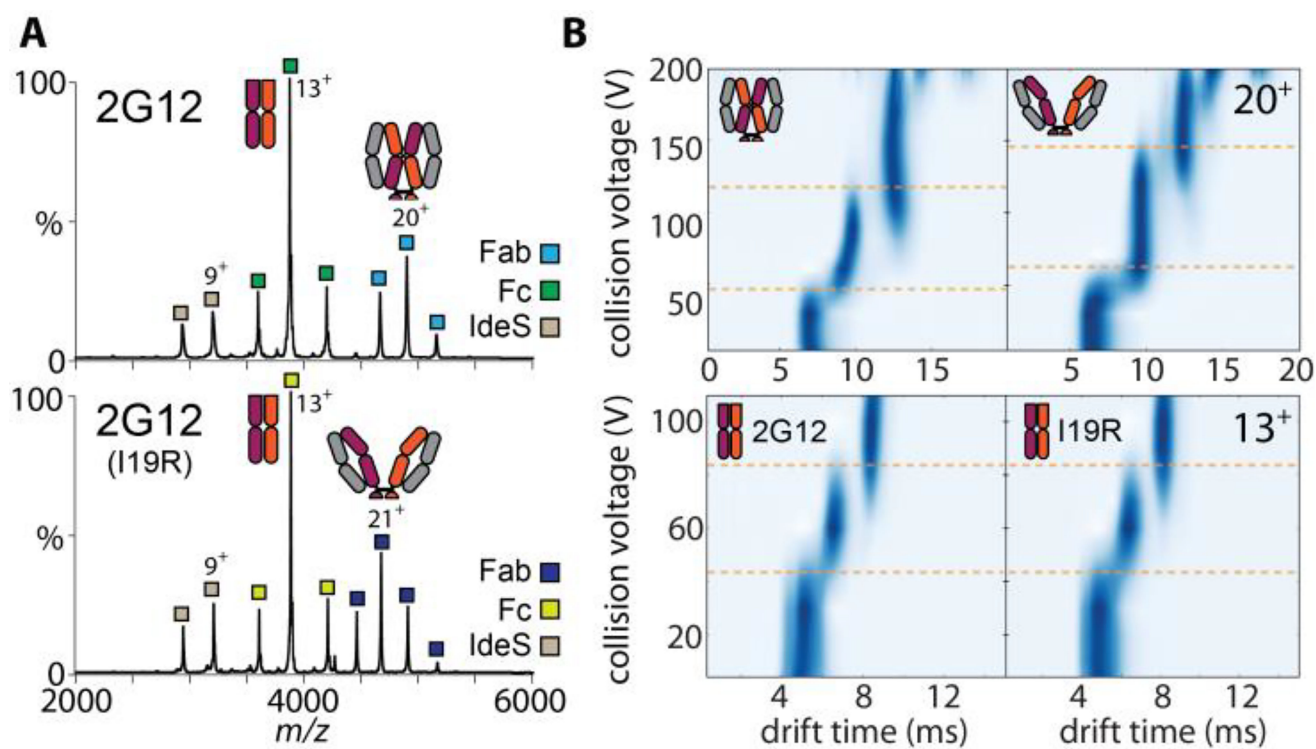 A
2G12
100
%
0
13+
20+
9+
Fab
Fc
IdeS
2G12
(I19R)
100
%
0
13+
21+
9+
Fab
Fc
IdeS
2000
4000
6000
m/z
B
collision voltage (V)
200
150
100
50
20+
0
5
10
15
5
10
15
20
collision voltage (V)
100
60
20
2G12
I19R
13+
4
8
12
4
8
12
drift time (ms)
drift time (ms)